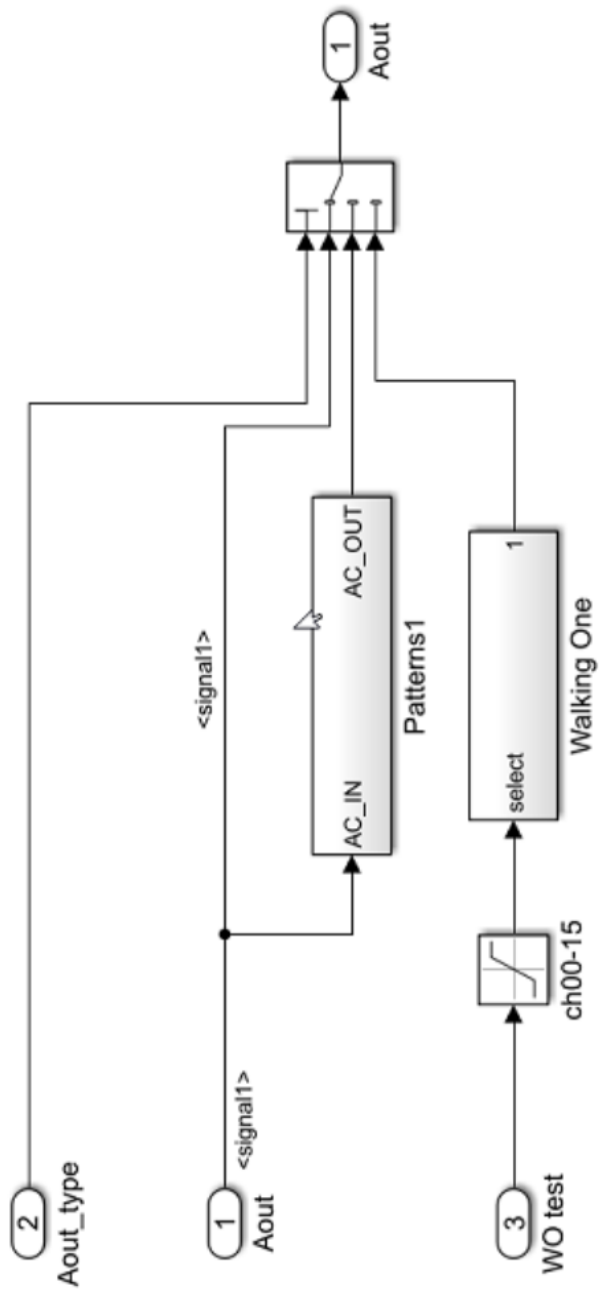 2
Aout_type
<signal1>
1
Aout
<signal1>
1
Aout
AC_IN
AC_OUT
Patterns1
3
WO test
ch00-15
select
1
Walking One